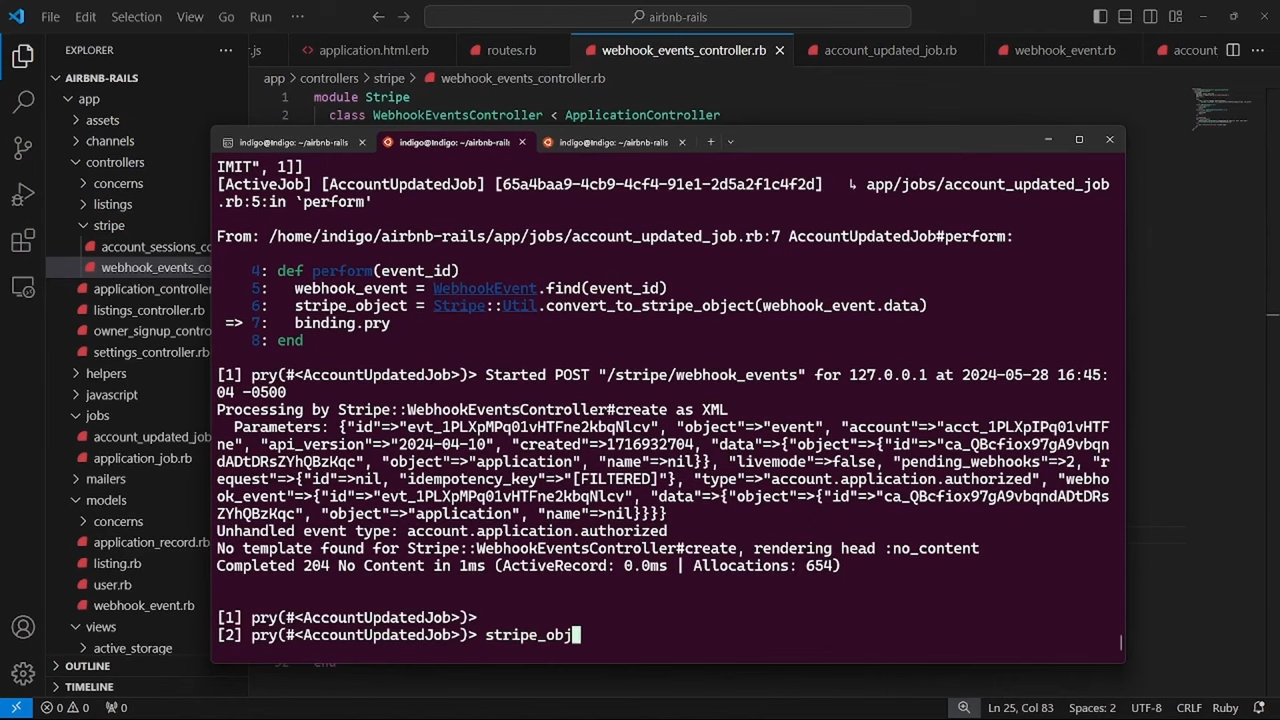 File Edit Selection View Go Run ··· airbnb-rails
EXPLORER ··· .js application.html.erb routes.rb webhook_events_controller.rb account_updated_job.rb webhook_event.rb account ···
AIRBNB-RAILS
app > controllers > stripe > webhook_events_controller.rb
app
1 module Stripe
assets
2 class WebhookEventsController < ApplicationController
channels
controllers
concerns
listings
stripe
account_sessions_co
webhook_events_co
application_controller
listings_controller.rb
owner_signup_control
settings_controller.rb
helpers
javascript
jobs
account_updated_job
application_job.rb
mailers
models
concerns
application_record.rb
listing.rb
user.rb
webhook_event.rb
views
active_storage
OUTLINE
TIMELINE
indigo@Indigo: ~/airbnb-rails indigo@Indigo: ~/airbnb-rails indigo@Indigo: ~/airbnb-rails
IMIT", 1]]
[ActiveJob] [AccountUpdatedJob] [65a4baa9-4cb9-4cf4-91e1-2d5a2f1c4f2d]   ↳ app/jobs/account_updated_job
.rb:5:in `perform'
From: /home/indigo/airbnb-rails/app/jobs/account_updated_job.rb:7 AccountUpdatedJob#perform:
4: def perform(event_id)
5:   webhook_event = WebhookEvent.find(event_id)
6:   stripe_object = Stripe::Util.convert_to_stripe_object(webhook_event.data)
=> 7:   binding.pry
8: end
[1] pry(#<AccountUpdatedJob>)> Started POST "/stripe/webhook_events" for 127.0.0.1 at 2024-05-28 16:45:
04 -0500
Processing by Stripe::WebhookEventsController#create as XML
Parameters: {"id"=>"evt_1PLXpMPq01vHTFne2kbqNlcv", "object"=>"event", "account"=>"acct_1PLXpIPq01vHTF
ne", "api_version"=>"2024-04-10", "created"=>1716932704, "data"=>{"object"=>{"id"=>"ca_QBcfiox97gA9vbqn
dADtDRsZYhQBzKqc", "object"=>"application", "name"=>nil}}, "livemode"=>false, "pending_webhooks"=>2, "r
equest"=>{"id"=>nil, "idempotency_key"=>"[FILTERED]"}, "type"=>"account.application.authorized", "webho
ok_event"=>{"id"=>"evt_1PLXpMPq01vHTFne2kbqNlcv", "data"=>{"object"=>{"id"=>"ca_QBcfiox97gA9vbqndADtDRs
ZYhQBzKqc", "object"=>"application", "name"=>nil}}}}
Unhandled event type: account.application.authorized
No template found for Stripe::WebhookEventsController#create, rendering head :no_content
Completed 204 No Content in 1ms (ActiveRecord: 0.0ms | Allocations: 654)
[1] pry(#<AccountUpdatedJob>)>
[2] pry(#<AccountUpdatedJob>)> stripe_obj
0 0 0 Ln 25, Col 83 Spaces: 2 UTF-8 CRLF Ruby